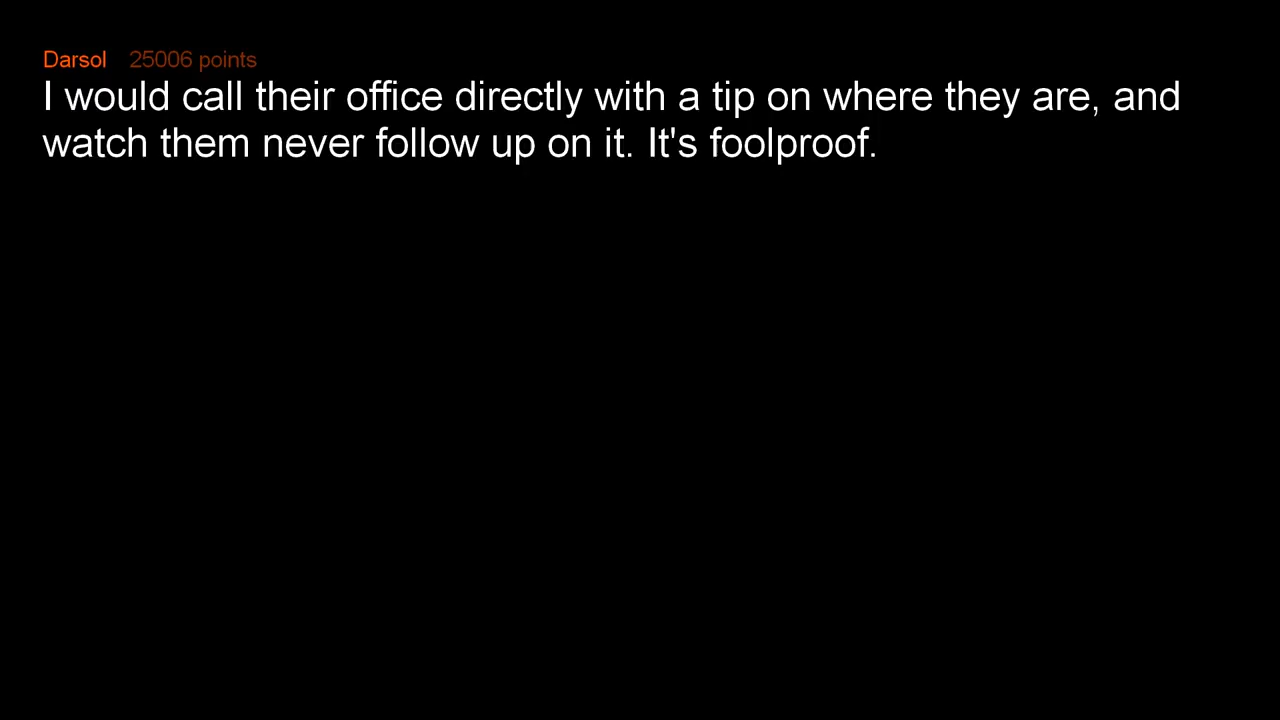 Darsol 25006 points
I would call their office directly with a tip on where they are, and
watch them never follow up on it. It's foolproof.